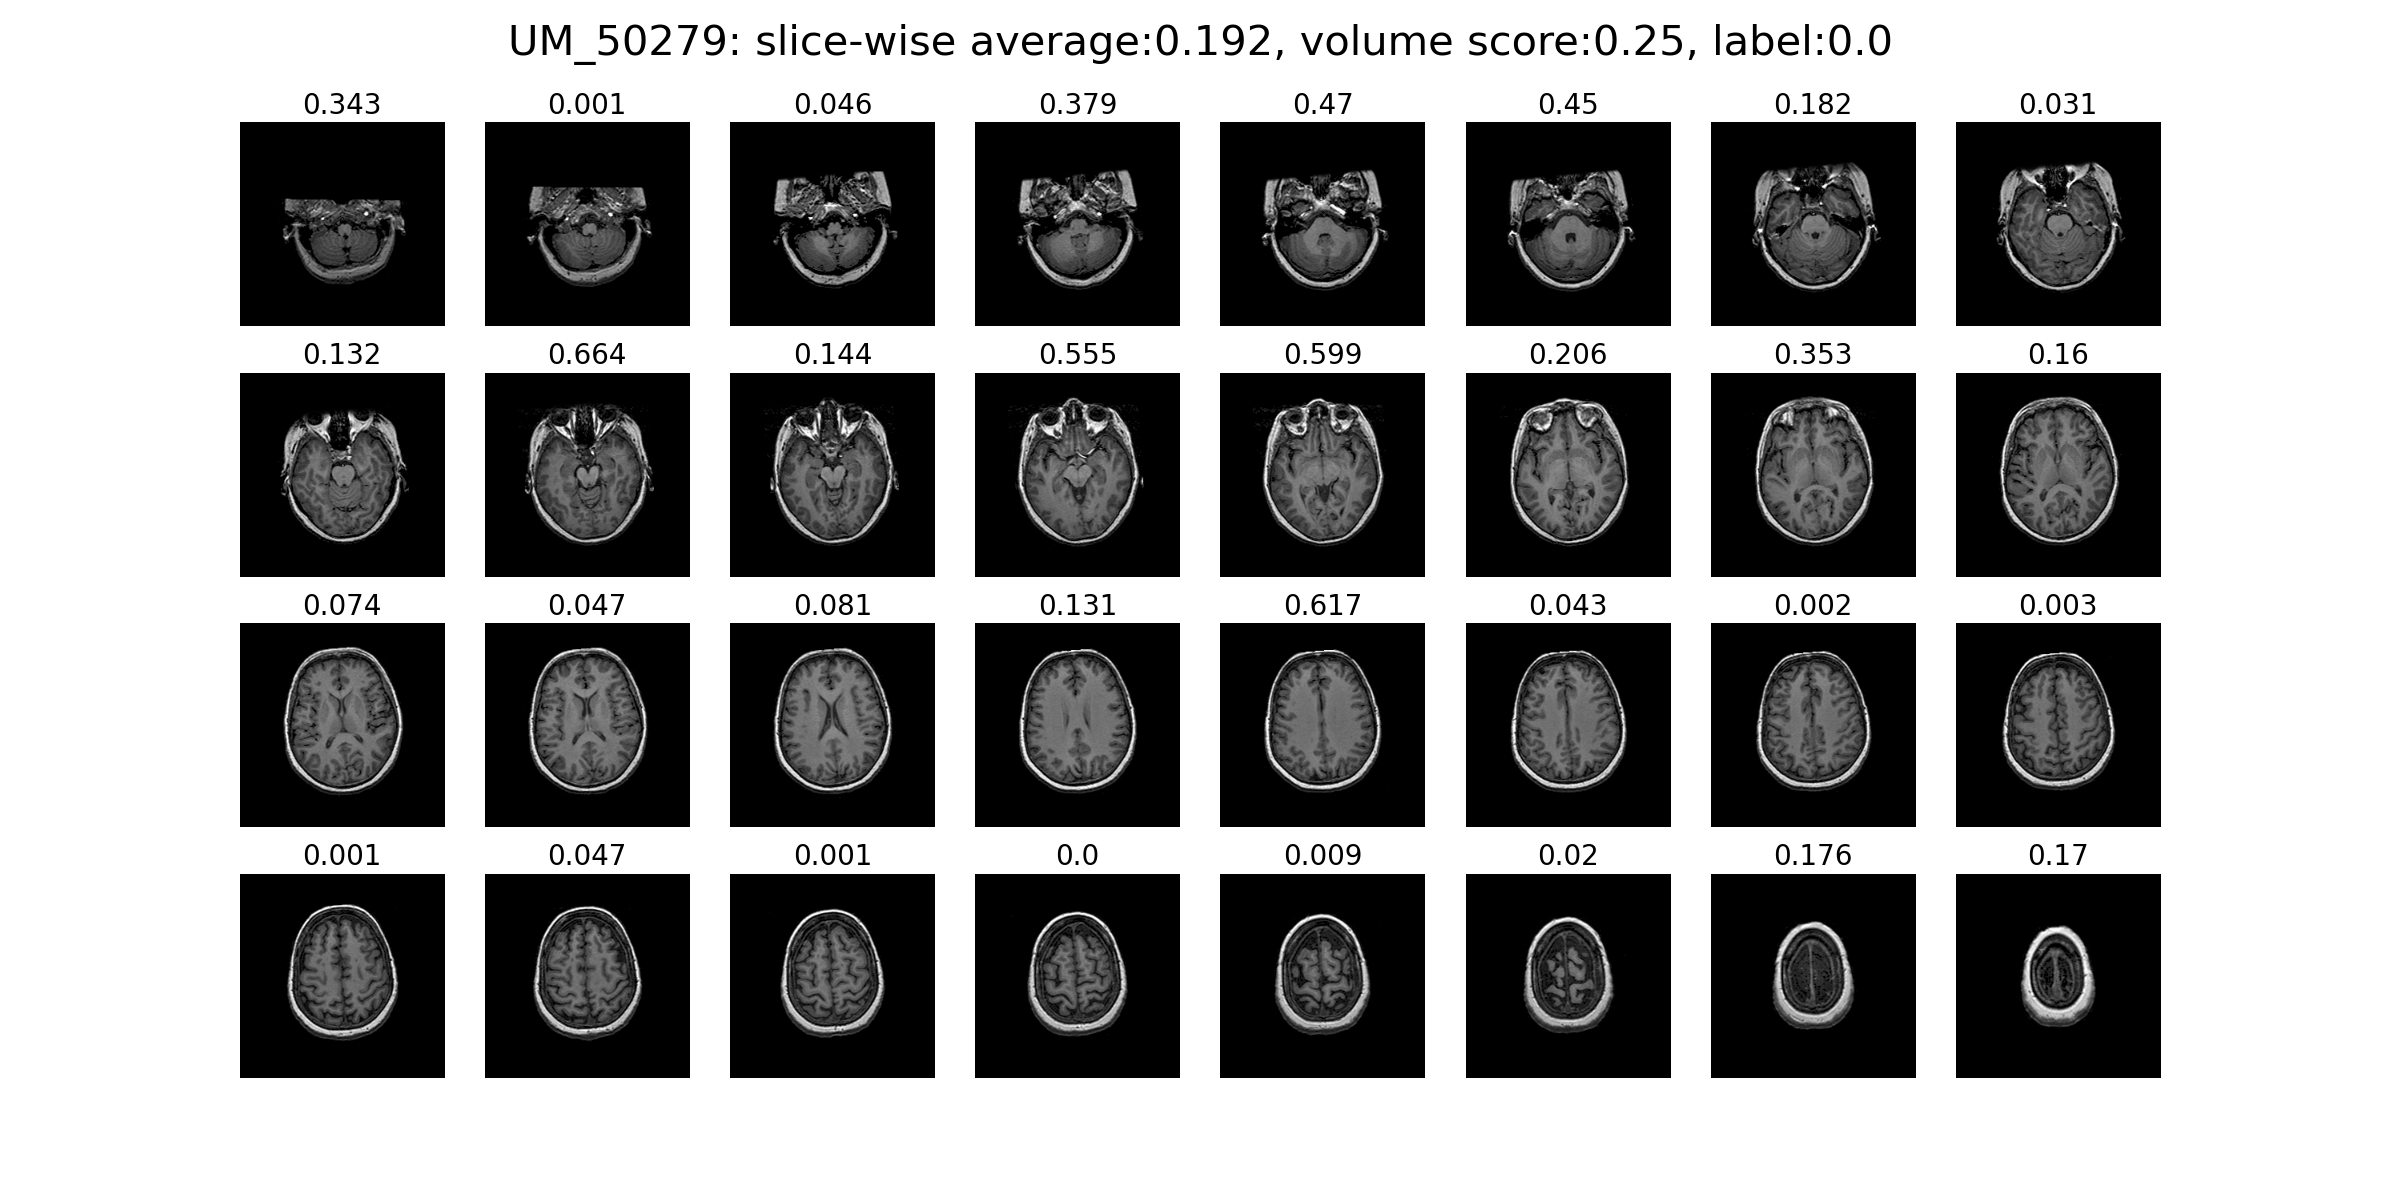 UM_50279: slice-wise average:0.192, volume score:0.25, label:0.0
0.343 0.001 0.046 0.379 0.47 0.45 0.182 0.031
0.132 0.664 0.144 0.555 0.599 0.206 0.353 0.16
0.074 0.047 0.081 0.131 0.617 0.043 0.002 0.003
0.001 0.047 0.001 0.0 0.009 0.02 0.176 0.17